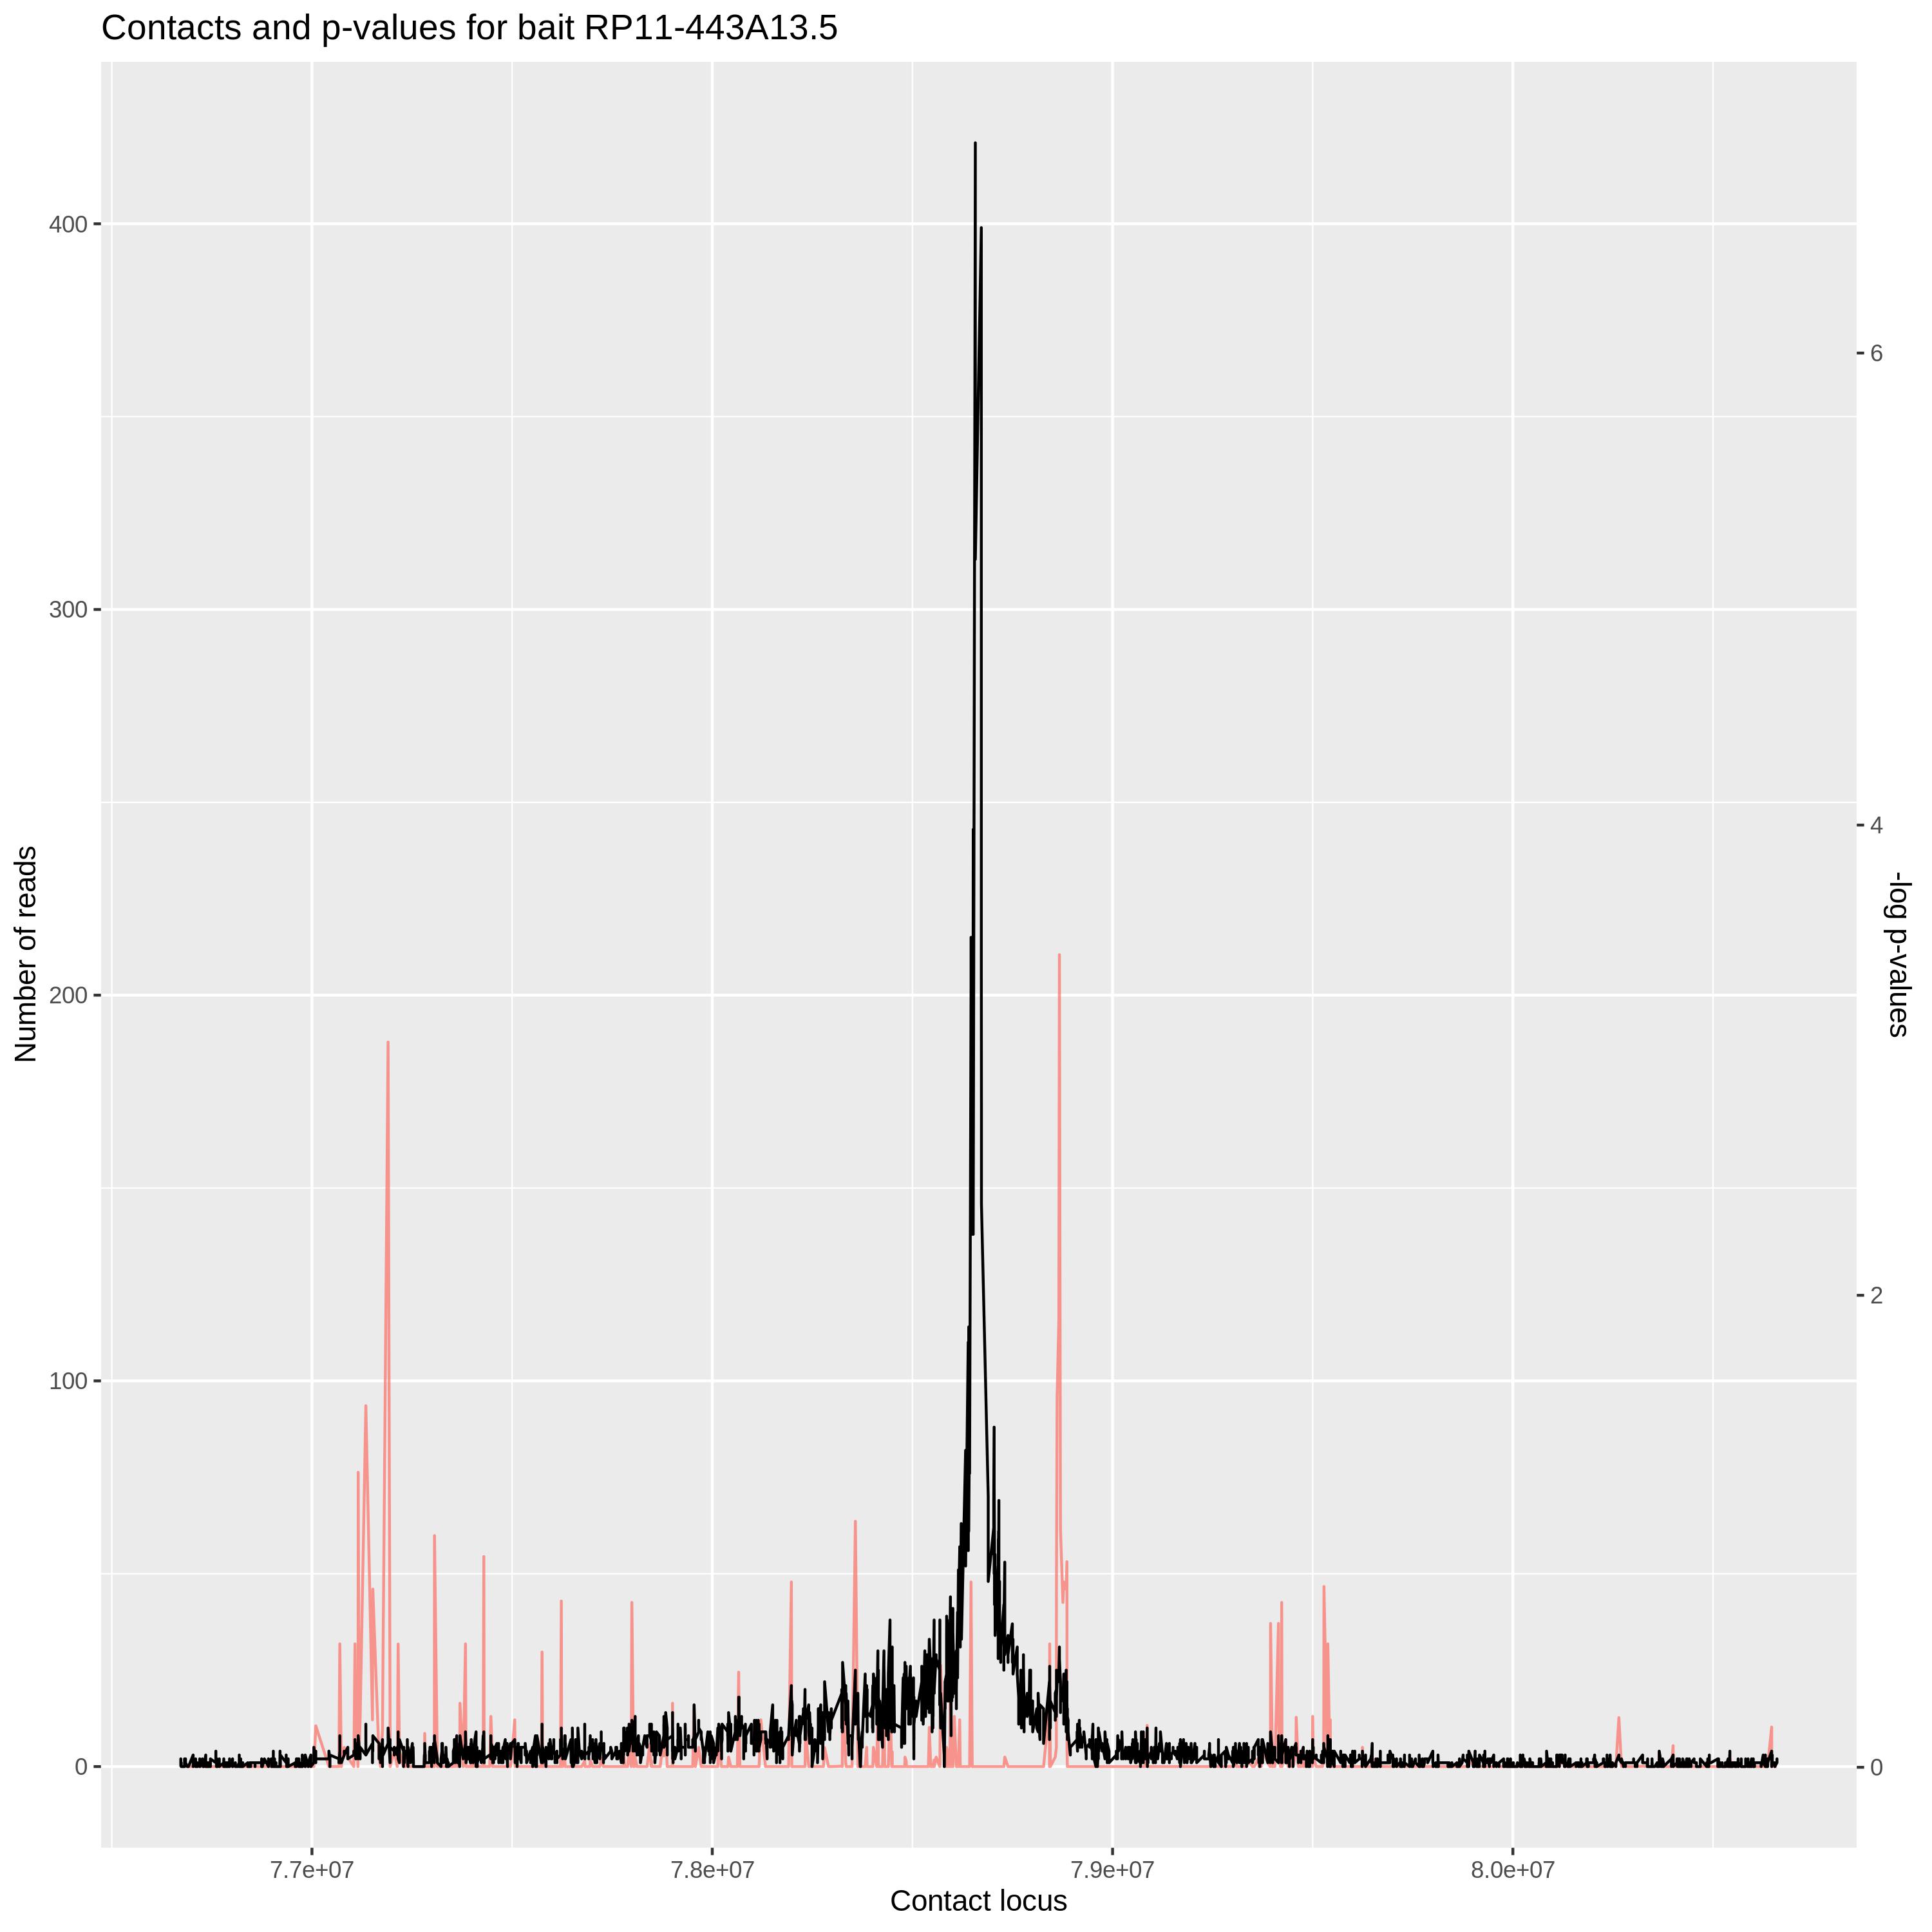 Contacts and p-values for bait RP11-443A13.5
400
300
200
100
0
Number of reads
6
4
2
0
-log p-values
7.7e+07
7.8e+07
7.9e+07
8.0e+07
Contact locus